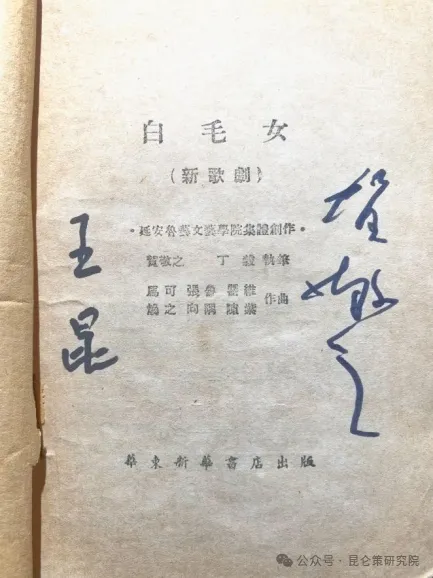 白毛女
(新歌劇)
·延安魯藝文藝學院集體創作·
賀敬之 丁毅 執筆
馬可 張魯 瞿維
煥之 向隅 陳紫
作曲
王昆
贺敬之
華東新華書店出版
公众号·昆仑策研究院